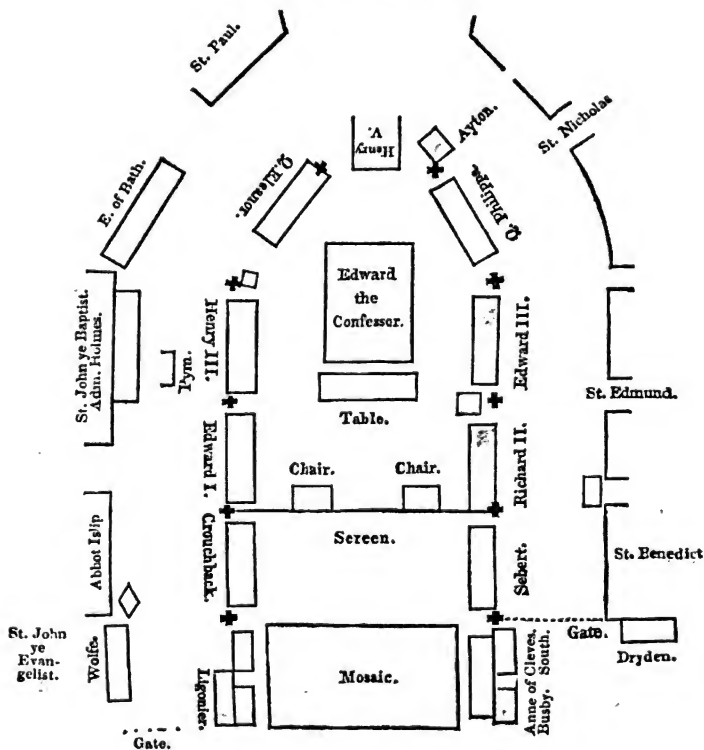 St. Paul.
St. Nicholas
Henry
V.
Ayton.
E. of Bath.
Q. Eleanor.
Q. Philippa.
Edward
the
Confessor.
St. John ye Baptist.
Adm. Holmes.
Pym.
Henry III.
Edward III.
Table.
St. Edmund.
Edward I.
Chair.
Chair.
Richard II.
Screen.
Abbot Islip
Crouchback.
Sebert.
St. Benedict
St. John
ye
Evan-
gelist.
Wolfe.
Ligonier.
Mosaic.
Anne of Cleves.
South.
Busby.
Gate.
Dryden.
Gate.